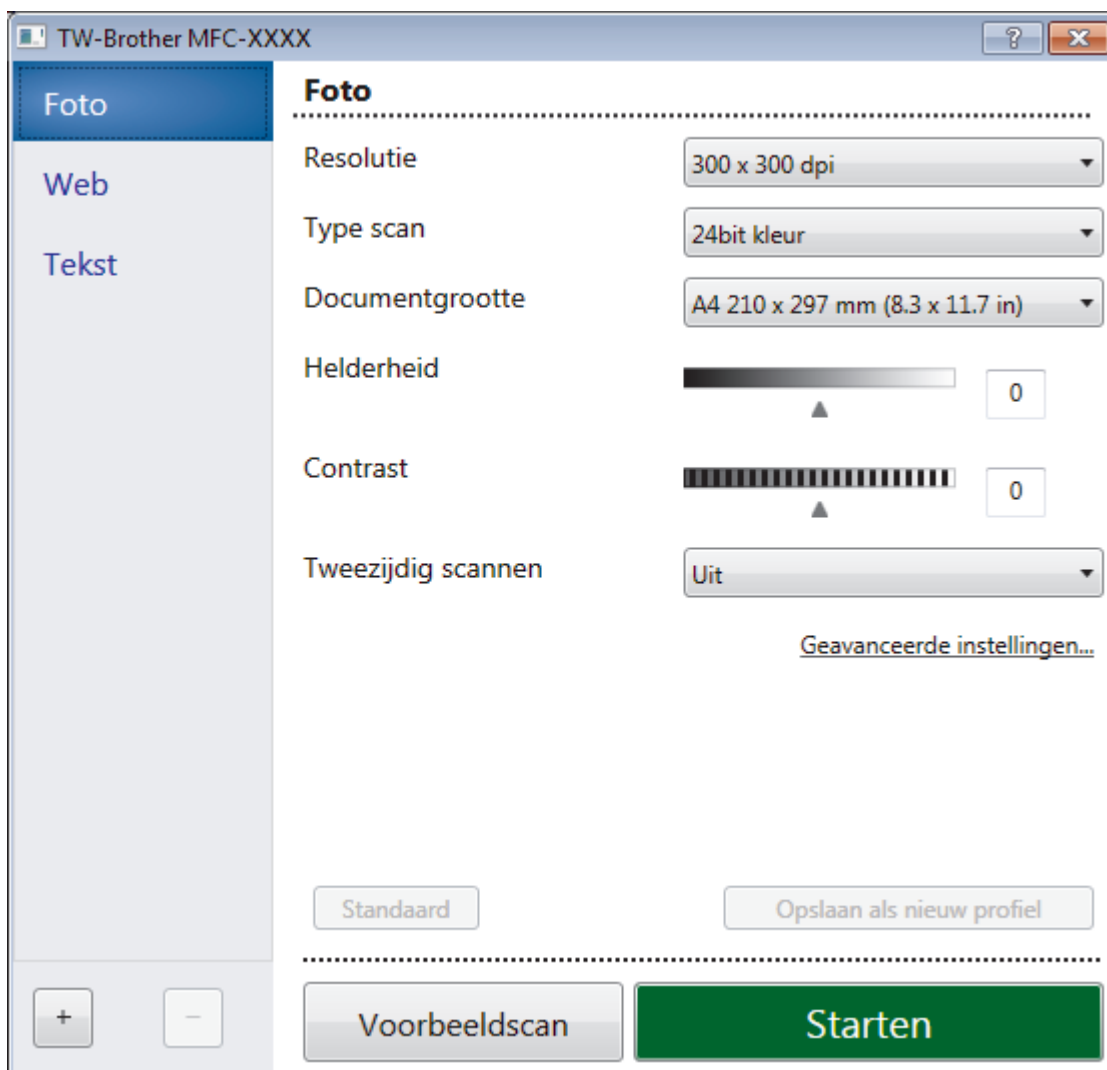 TW-Brother MFC-XXXX
Foto
Web
Tekst
Foto
Resolutie
300 x 300 dpi
Type scan
24bit kleur
Documentgrootte
A4 210 x 297 mm (8.3 x 11.7 in)
Helderheid
0
Contrast
0
Tweezijdig scannen
Uit
Geavanceerde instellingen...
Standaard
Opslaan als nieuw profiel
Voorbeeldscan
Starten